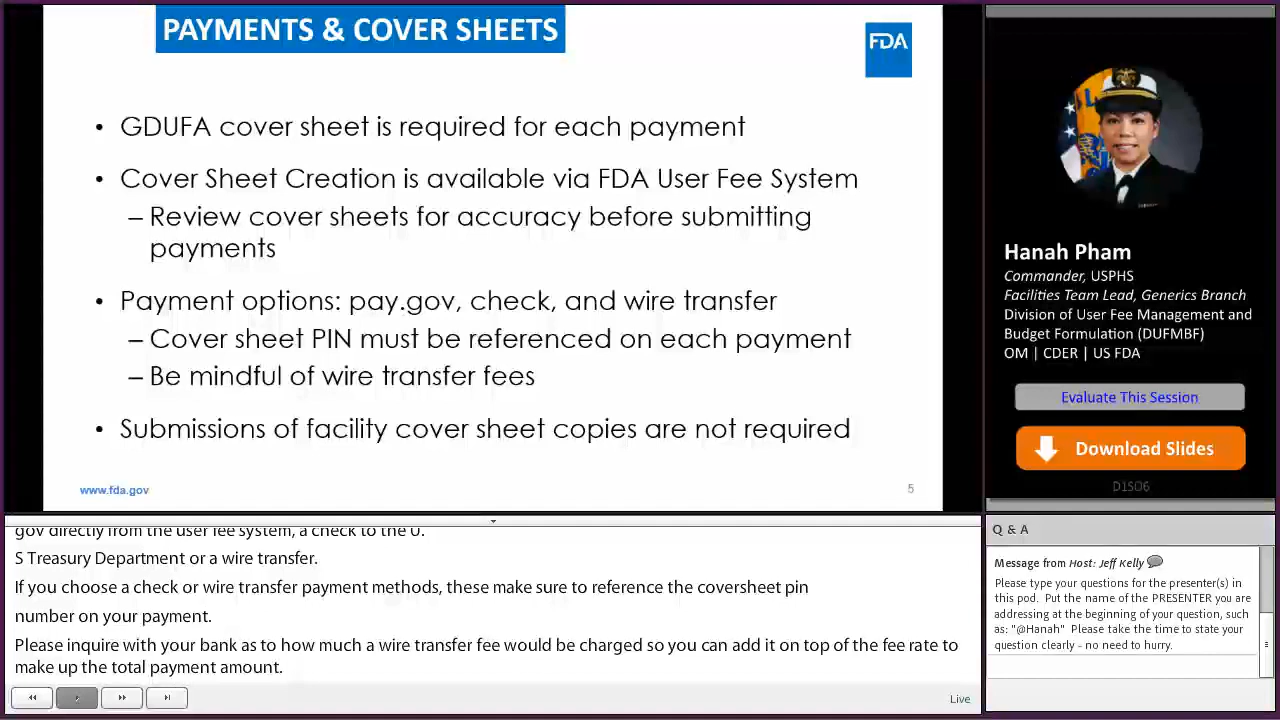 PAYMENTS & COVER SHEETS
FDA
• GDUFA cover sheet is required for each payment
• Cover Sheet Creation is available via FDA User Fee System
– Review cover sheets for accuracy before submitting
payments
• Payment options: pay.gov, check, and wire transfer
– Cover sheet PIN must be referenced on each payment
– Be mindful of wire transfer fees
• Submissions of facility cover sheet copies are not required
www.fda.gov
5
Hanah Pham
Commander, USPHS
Facilities Team Lead, Generics Branch
Division of User Fee Management and
Budget Formulation (DUFMBF)
OM | CDER | US FDA
Evaluate This Session
Download Slides
D1S06
gov directly from the user fee system, a check to the U.
S Treasury Department or a wire transfer.
If you choose a check or wire transfer payment methods, these make sure to reference the coversheet pin
number on your payment.
Please inquire with your bank as to how much a wire transfer fee would be charged so you can add it on top of the fee rate to
make up the total payment amount.
Live
Q & A
Message from Host: Jeff Kelly
Please type your questions for the presenter(s) in
this pod. Put the name of the PRESENTER you are
addressing at the beginning of your question, such
as: "@Hanah" Please take the time to state your
question clearly - no need to hurry.